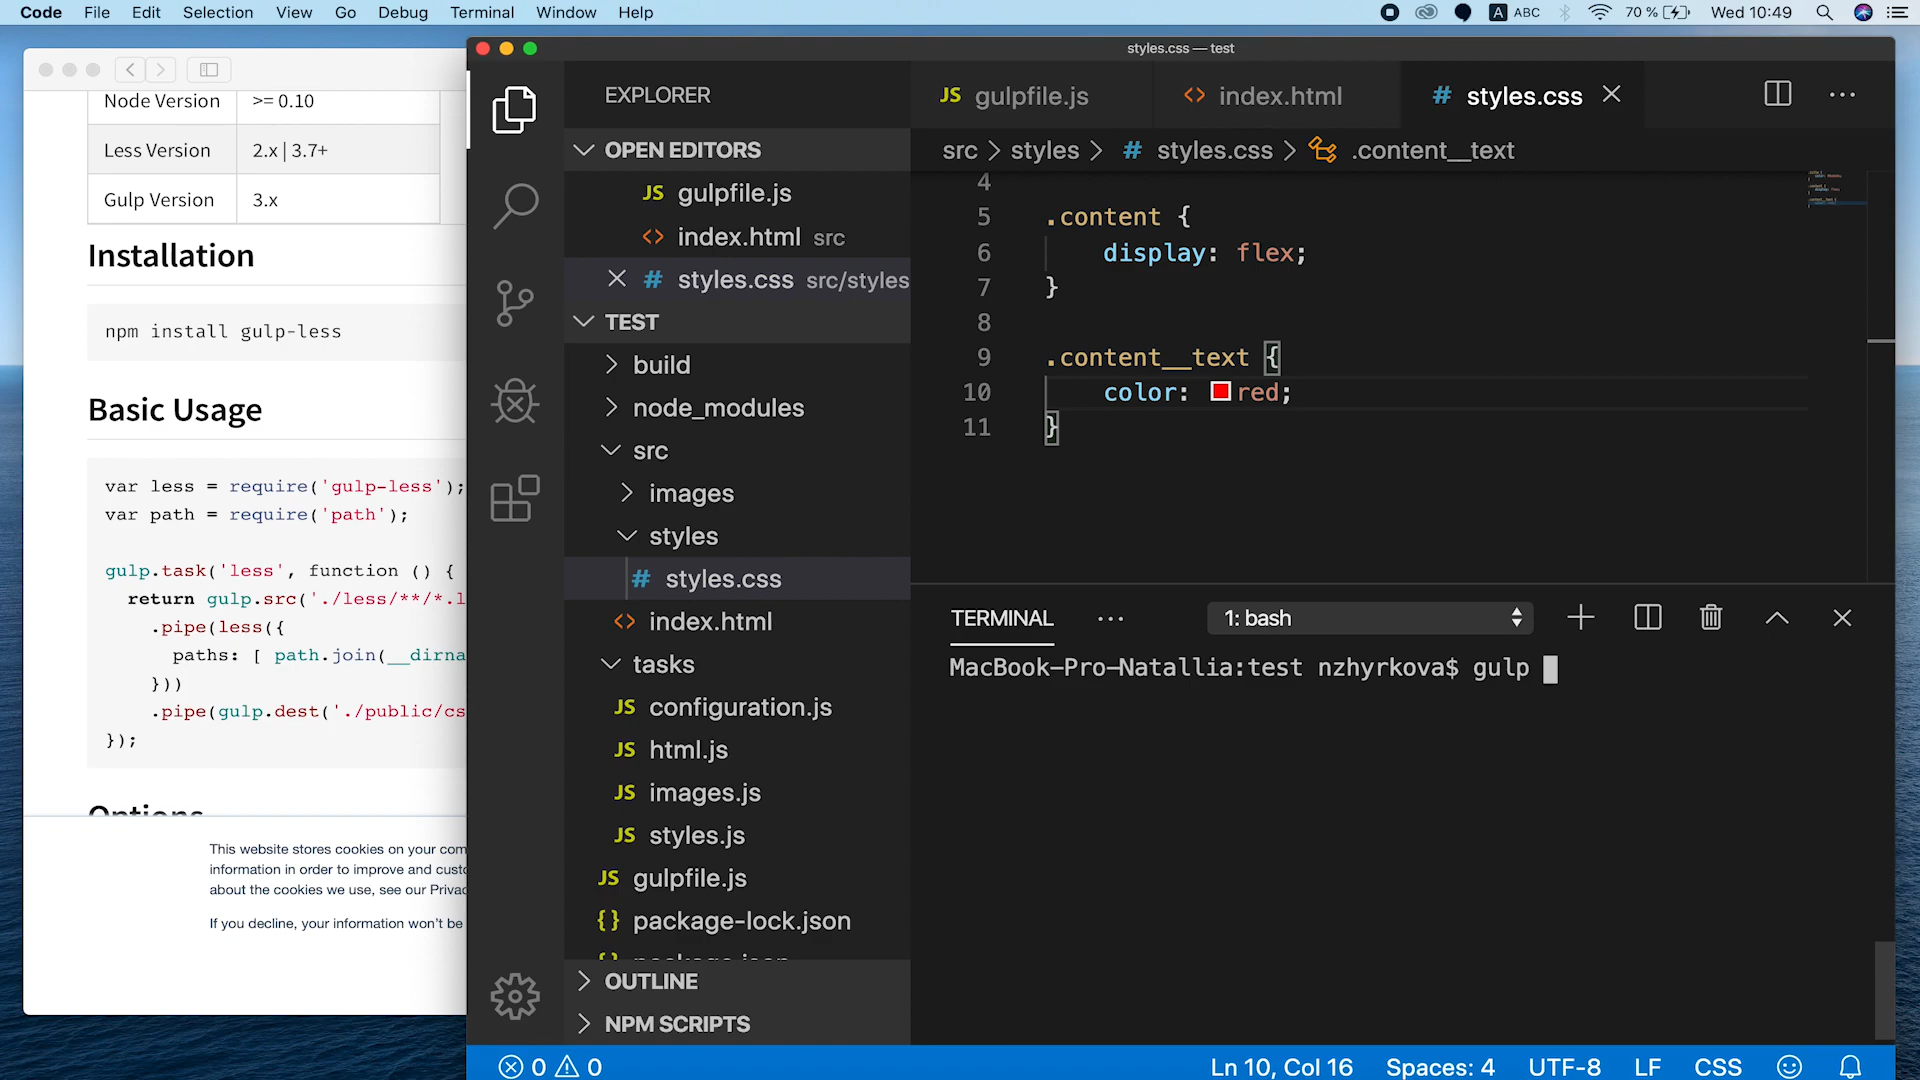 Code File Edit Selection View Go Debug Terminal Window Help
A ABC 70 % Wed 10:49
Node Version >= 0.10
Less Version 2.x | 3.7+
Gulp Version 3.x
Installation
npm install gulp-less
Basic Usage
var less = require('gulp-less');
var path = require('path');
gulp.task('less', function () {
return gulp.src('./less/**/*.l
.pipe(less({
paths: [ path.join(__dirna
}))
.pipe(gulp.dest('./public/cs
});
Options
This website stores cookies on your com
information in order to improve and custo
about the cookies we use, see our Privac
If you decline, your information won't be
styles.css — test
EXPLORER
OPEN EDITORS
JS gulpfile.js
<> index.html src
# styles.css src/styles
TEST
build
node_modules
src
images
styles
# styles.css
<> index.html
tasks
JS configuration.js
JS html.js
JS images.js
JS styles.js
JS gulpfile.js
{} package-lock.json
{} package.json
OUTLINE
NPM SCRIPTS
JS gulpfile.js <> index.html # styles.css
src > styles > # styles.css > .content__text
4
5 .content {
6 display: flex;
7 }
8
9 .content__text {
10 color: red;
11 }
TERMINAL ··· 1: bash
MacBook-Pro-Natallia:test nzhyrkova$ gulp
0 0 Ln 10, Col 16 Spaces: 4 UTF-8 LF CSS